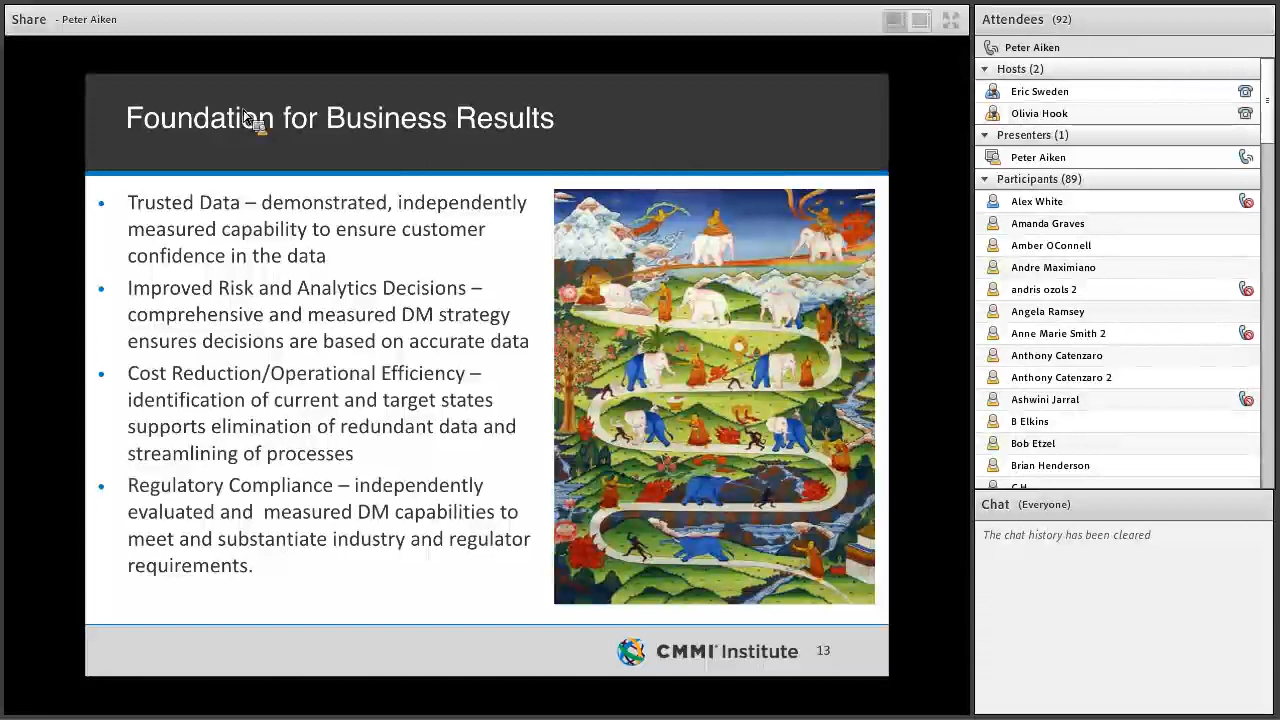 Share - Peter Aiken
Foundation for Business Results
• Trusted Data – demonstrated, independently
measured capability to ensure customer
confidence in the data
• Improved Risk and Analytics Decisions –
comprehensive and measured DM strategy
ensures decisions are based on accurate data
• Cost Reduction/Operational Efficiency –
identification of current and target states
supports elimination of redundant data and
streamlining of processes
• Regulatory Compliance – independently
evaluated and  measured DM capabilities to
meet and substantiate industry and regulator
requirements.
CMMI® Institute 13
Attendees (92)
Peter Aiken
Hosts (2)
Eric Sweden
Olivia Hook
Presenters (1)
Peter Aiken
Participants (89)
Alex White
Amanda Graves
Amber OConnell
Andre Maximiano
andris ozols 2
Angela Ramsey
Anne Marie Smith 2
Anthony Catenzaro
Anthony Catenzaro 2
Ashwini Jarral
B Elkins
Bob Etzel
Brian Henderson
Chat (Everyone)
The chat history has been cleared